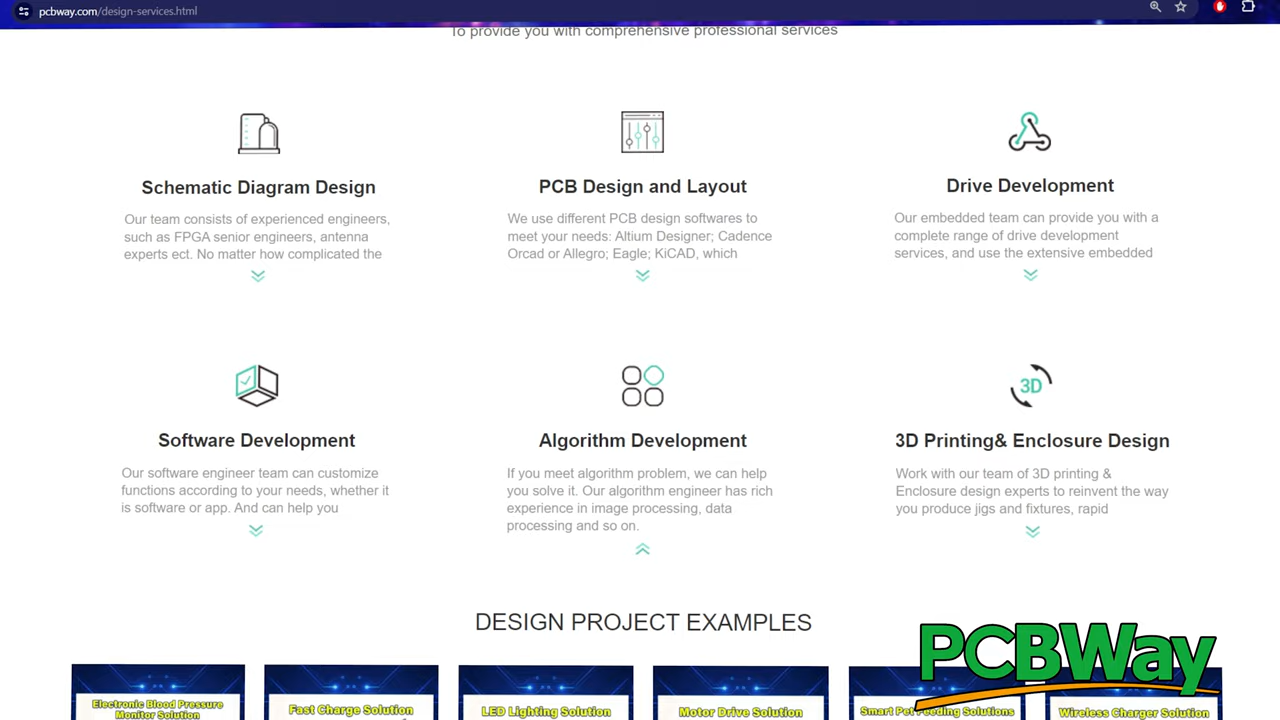 pcbway.com/design-services.html
To provide you with comprehensive professional services
Schematic Diagram Design
Our team consists of experienced engineers,
such as FPGA senior engineers, antenna
experts ect. No matter how complicated the
PCB Design and Layout
We use different PCB design softwares to
meet your needs: Altium Designer; Cadence
Orcad or Allegro; Eagle; KiCAD, which
Drive Development
Our embedded team can provide you with a
complete range of drive development
services, and use the extensive embedded
Software Development
Our software engineer team can customize
functions according to your needs, whether it
is software or app. And can help you
Algorithm Development
If you meet algorithm problem, we can help
you solve it. Our algorithm engineer has rich
experience in image processing, data
processing and so on.
3D
3D Printing& Enclosure Design
Work with our team of 3D printing &
Enclosure design experts to reinvent the way
you produce jigs and fixtures, rapid
DESIGN PROJECT EXAMPLES
PCBWay
Electronic Blood Pressure
Monitor Solution
Fast Charge Solution
LED Lighting Solution
Motor Drive Solution
Smart Pet Feeding Solutions
Wireless Charger Solution